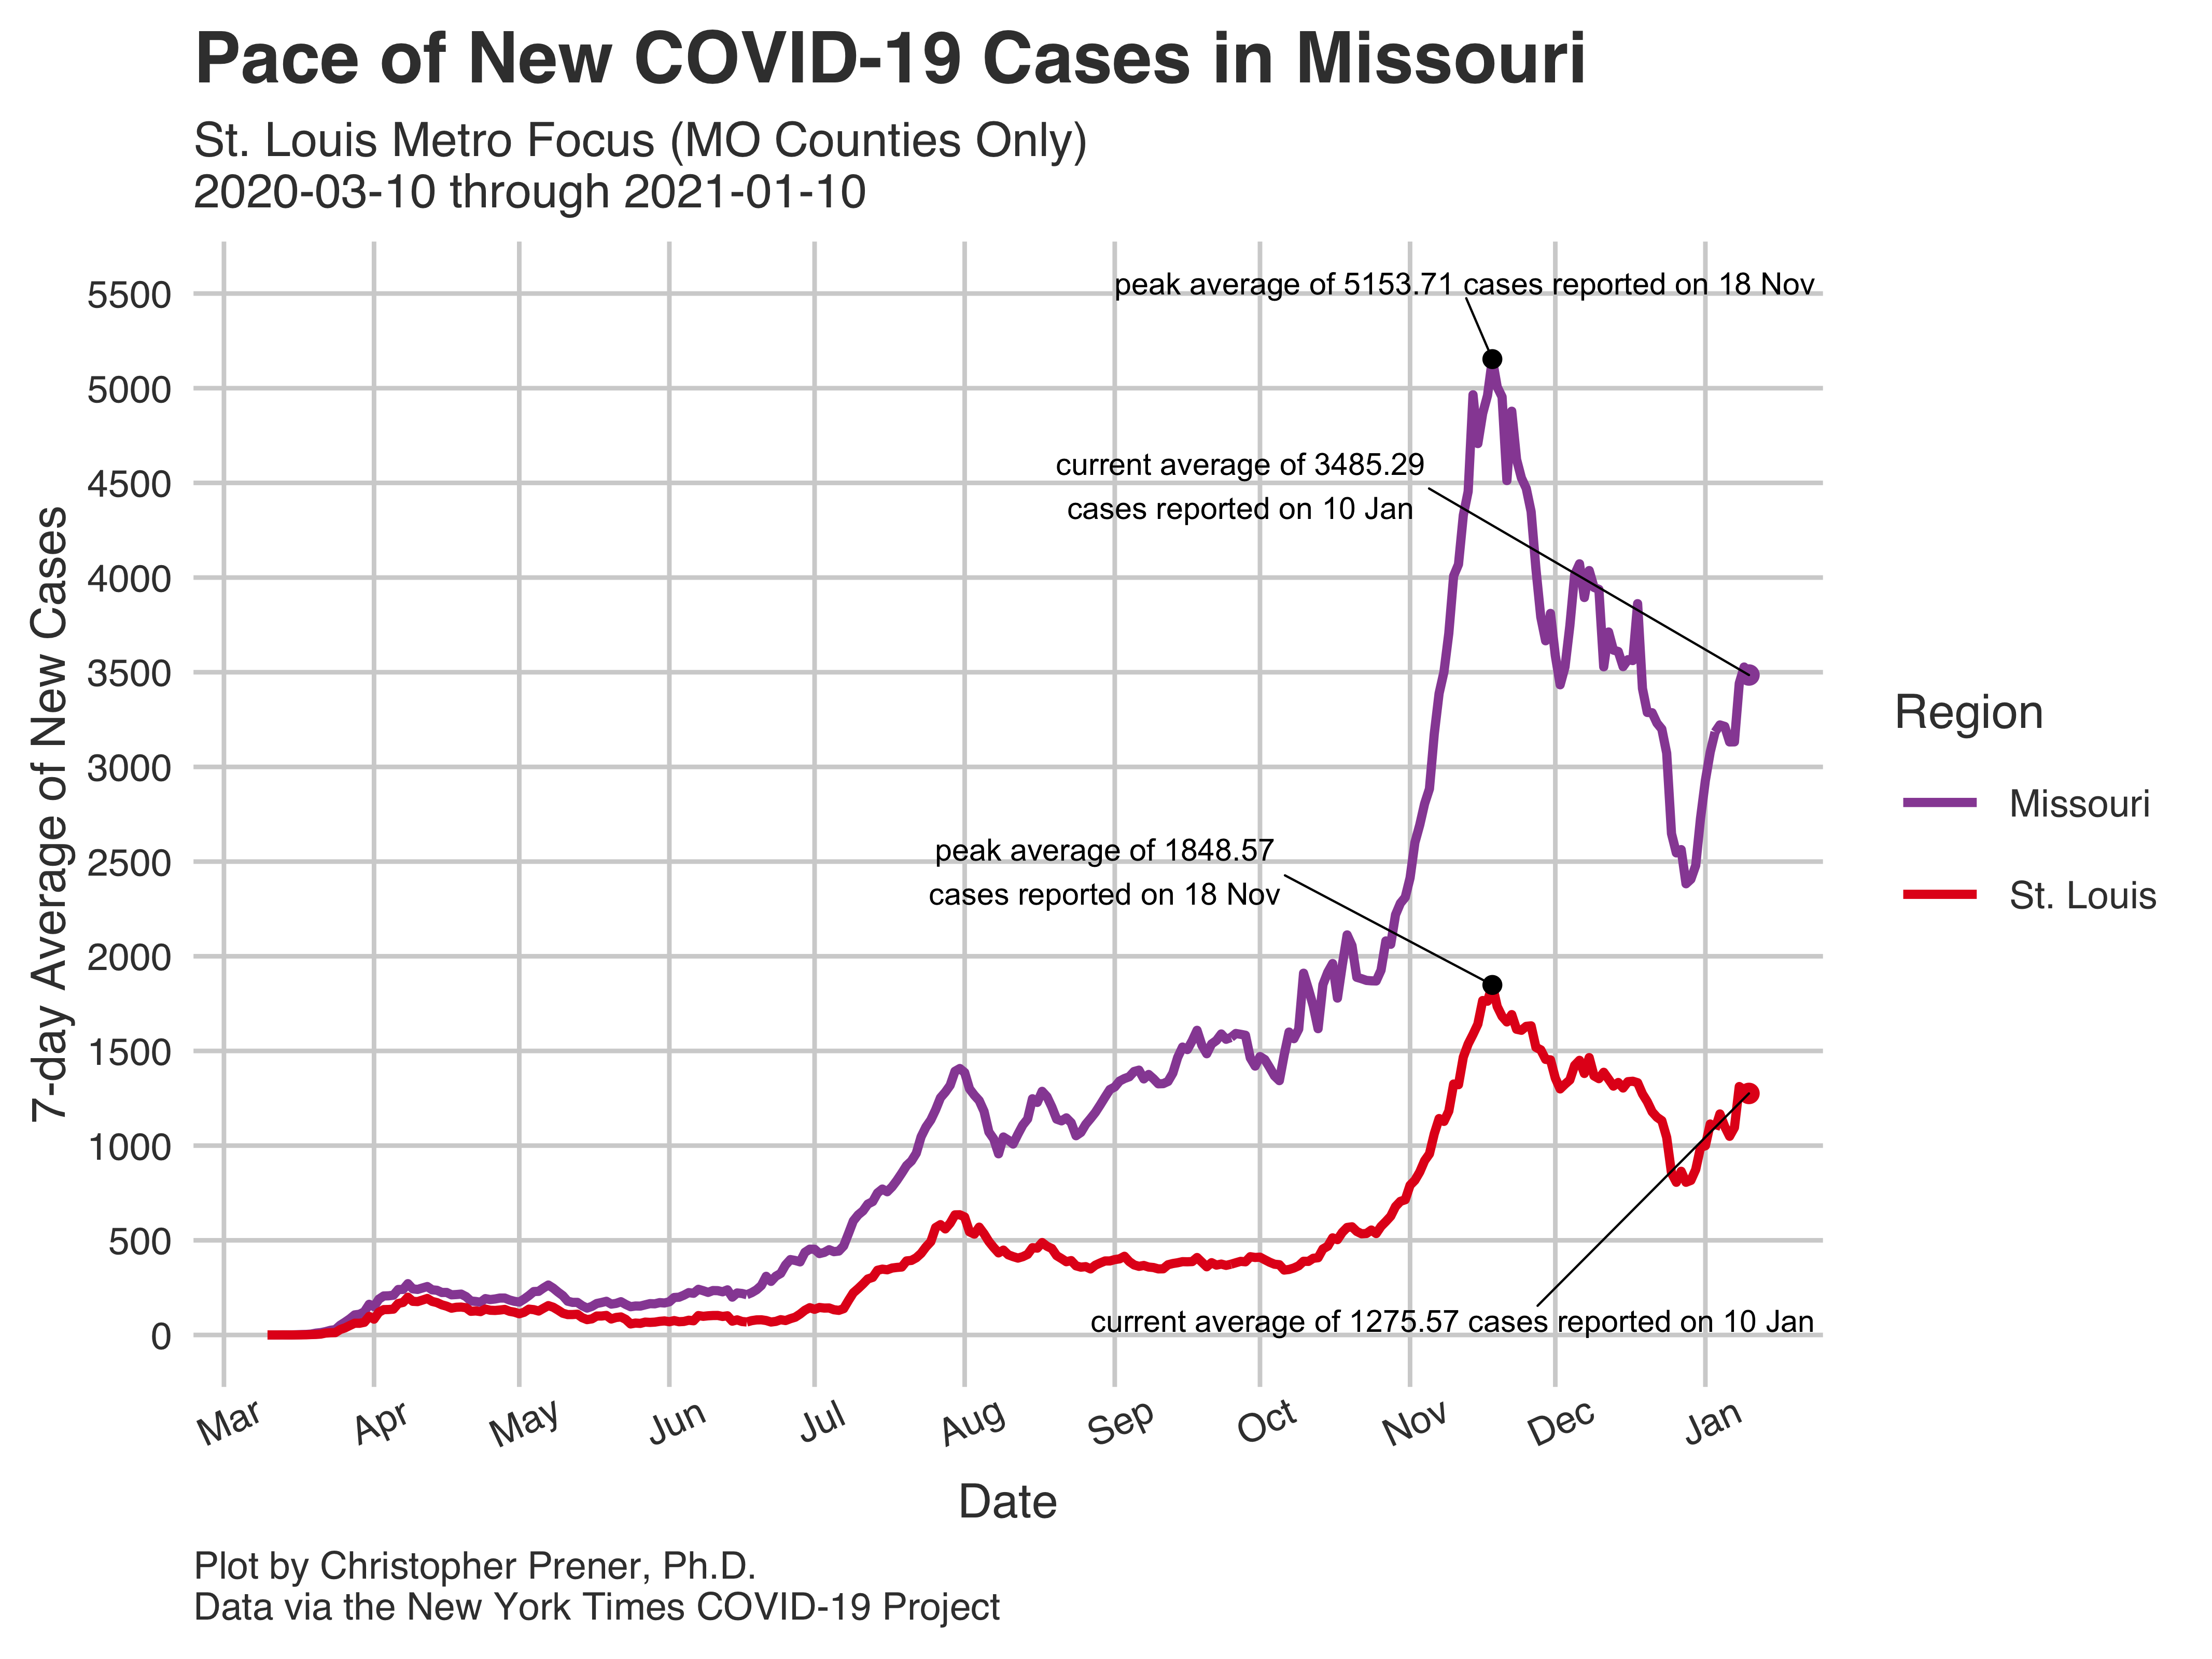 Pace of New COVID-19 Cases in Missouri
St. Louis Metro Focus (MO Counties Only)
2020-03-10 through 2021-01-10
7-day Average of New Cases
5500
5000
4500
4000
3500
3000
2500
2000
1500
1000
500
0
peak average of 5153.71 cases reported on 18 Nov
current average of 3485.29
cases reported on 10 Jan
peak average of 1848.57
cases reported on 18 Nov
current average of 1275.57 cases reported on 10 Jan
Region
Missouri
St. Louis
Mar
Apr
May
Jun
Jul
Aug
Sep
Oct
Nov
Dec
Jan
Date
Plot by Christopher Prener, Ph.D.
Data via the New York Times COVID-19 Project